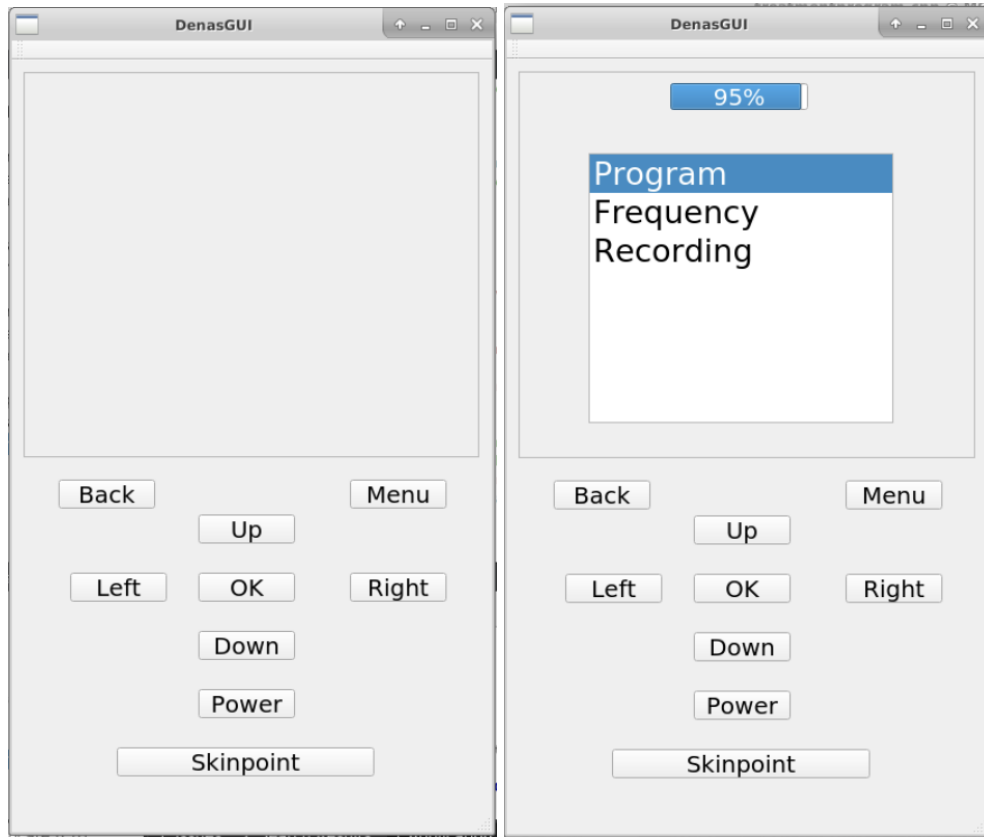 DenasGUI
Back
Menu
Up
Left
OK
Right
Down
Power
Skinpoint
DenasGUI
95%
Program
Frequency
Recording
Back
Menu
Up
Left
OK
Right
Down
Power
Skinpoint